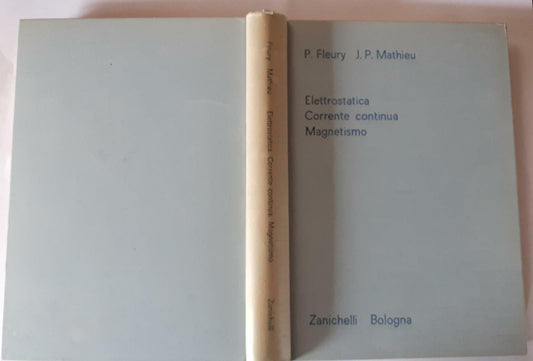 P. Fleury J. P. Mathieu
Elettrostatica
Corrente continua
Magnetismo
Zanichelli Bologna
Fleury Mathieu Elettrostatica Corrente continua Magnetismo Zanichelli